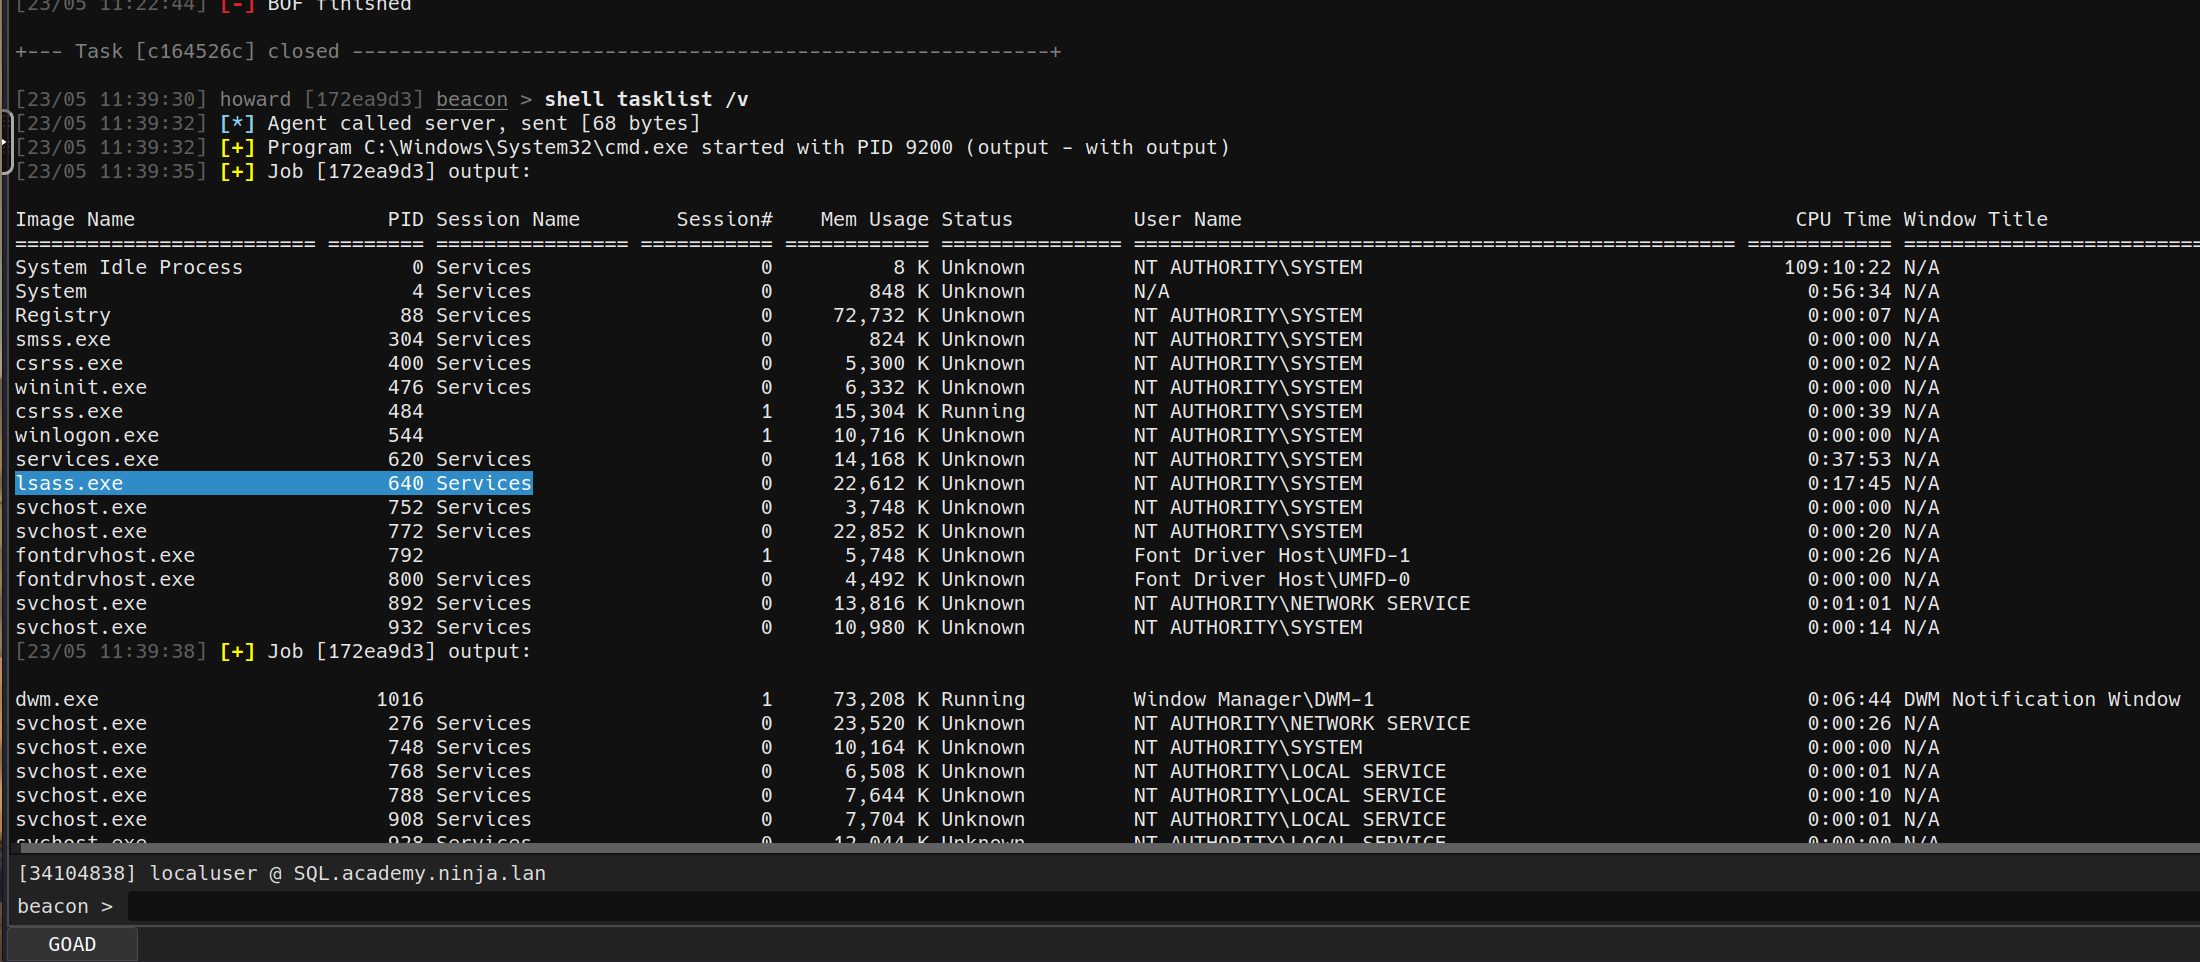 [23/05 11:22:44] [-] BOF finished
+--- Task [c164526c] closed ----------------------------------------------------------+
[23/05 11:39:30] howard [172ea9d3] beacon > shell tasklist /v
[23/05 11:39:32] [*] Agent called server, sent [68 bytes]
[23/05 11:39:32] [+] Program C:\Windows\System32\cmd.exe started with PID 9200 (output - with output)
[23/05 11:39:35] [+] Job [172ea9d3] output:
Image Name                     PID Session Name        Session#    Mem Usage Status          User Name                                              CPU Time Window Title
========================= ======== ================ =========== ============ =============== ================================================== ============ =========================
System Idle Process              0 Services                   0          8 K Unknown         NT AUTHORITY\SYSTEM                                   109:10:22 N/A
System                           4 Services                   0        848 K Unknown         N/A                                                     0:56:34 N/A
Registry                        88 Services                   0     72,732 K Unknown         NT AUTHORITY\SYSTEM                                     0:00:07 N/A
smss.exe                       304 Services                   0        824 K Unknown         NT AUTHORITY\SYSTEM                                     0:00:00 N/A
csrss.exe                      400 Services                   0      5,300 K Unknown         NT AUTHORITY\SYSTEM                                     0:00:02 N/A
wininit.exe                    476 Services                   0      6,332 K Unknown         NT AUTHORITY\SYSTEM                                     0:00:00 N/A
csrss.exe                      484                            1     15,304 K Running         NT AUTHORITY\SYSTEM                                     0:00:39 N/A
winlogon.exe                   544                            1     10,716 K Unknown         NT AUTHORITY\SYSTEM                                     0:00:00 N/A
services.exe                   620 Services                   0     14,168 K Unknown         NT AUTHORITY\SYSTEM                                     0:37:53 N/A
lsass.exe                      640 Services                   0     22,612 K Unknown         NT AUTHORITY\SYSTEM                                     0:17:45 N/A
svchost.exe                    752 Services                   0      3,748 K Unknown         NT AUTHORITY\SYSTEM                                     0:00:00 N/A
svchost.exe                    772 Services                   0     22,852 K Unknown         NT AUTHORITY\SYSTEM                                     0:00:20 N/A
fontdrvhost.exe                792                            1      5,748 K Unknown         Font Driver Host\UMFD-1                                 0:00:26 N/A
fontdrvhost.exe                800 Services                   0      4,492 K Unknown         Font Driver Host\UMFD-0                                 0:00:00 N/A
svchost.exe                    892 Services                   0     13,816 K Unknown         NT AUTHORITY\NETWORK SERVICE                            0:01:01 N/A
svchost.exe                    932 Services                   0     10,980 K Unknown         NT AUTHORITY\SYSTEM                                     0:00:14 N/A
[23/05 11:39:38] [+] Job [172ea9d3] output:
dwm.exe                       1016                            1     73,208 K Running         Window Manager\DWM-1                                    0:06:44 DWM Notification Window
svchost.exe                    276 Services                   0     23,520 K Unknown         NT AUTHORITY\NETWORK SERVICE                            0:00:26 N/A
svchost.exe                    748 Services                   0     10,164 K Unknown         NT AUTHORITY\SYSTEM                                     0:00:00 N/A
svchost.exe                    768 Services                   0      6,508 K Unknown         NT AUTHORITY\LOCAL SERVICE                              0:00:01 N/A
svchost.exe                    788 Services                   0      7,644 K Unknown         NT AUTHORITY\LOCAL SERVICE                              0:00:10 N/A
svchost.exe                    908 Services                   0      7,704 K Unknown         NT AUTHORITY\LOCAL SERVICE                              0:00:01 N/A
svchost.exe                    928 Services                   0     12,044 K Unknown         NT AUTHORITY\LOCAL SERVICE                              0:00:00 N/A
[34104838] localuser @ SQL.academy.ninja.lan
beacon >
GOAD